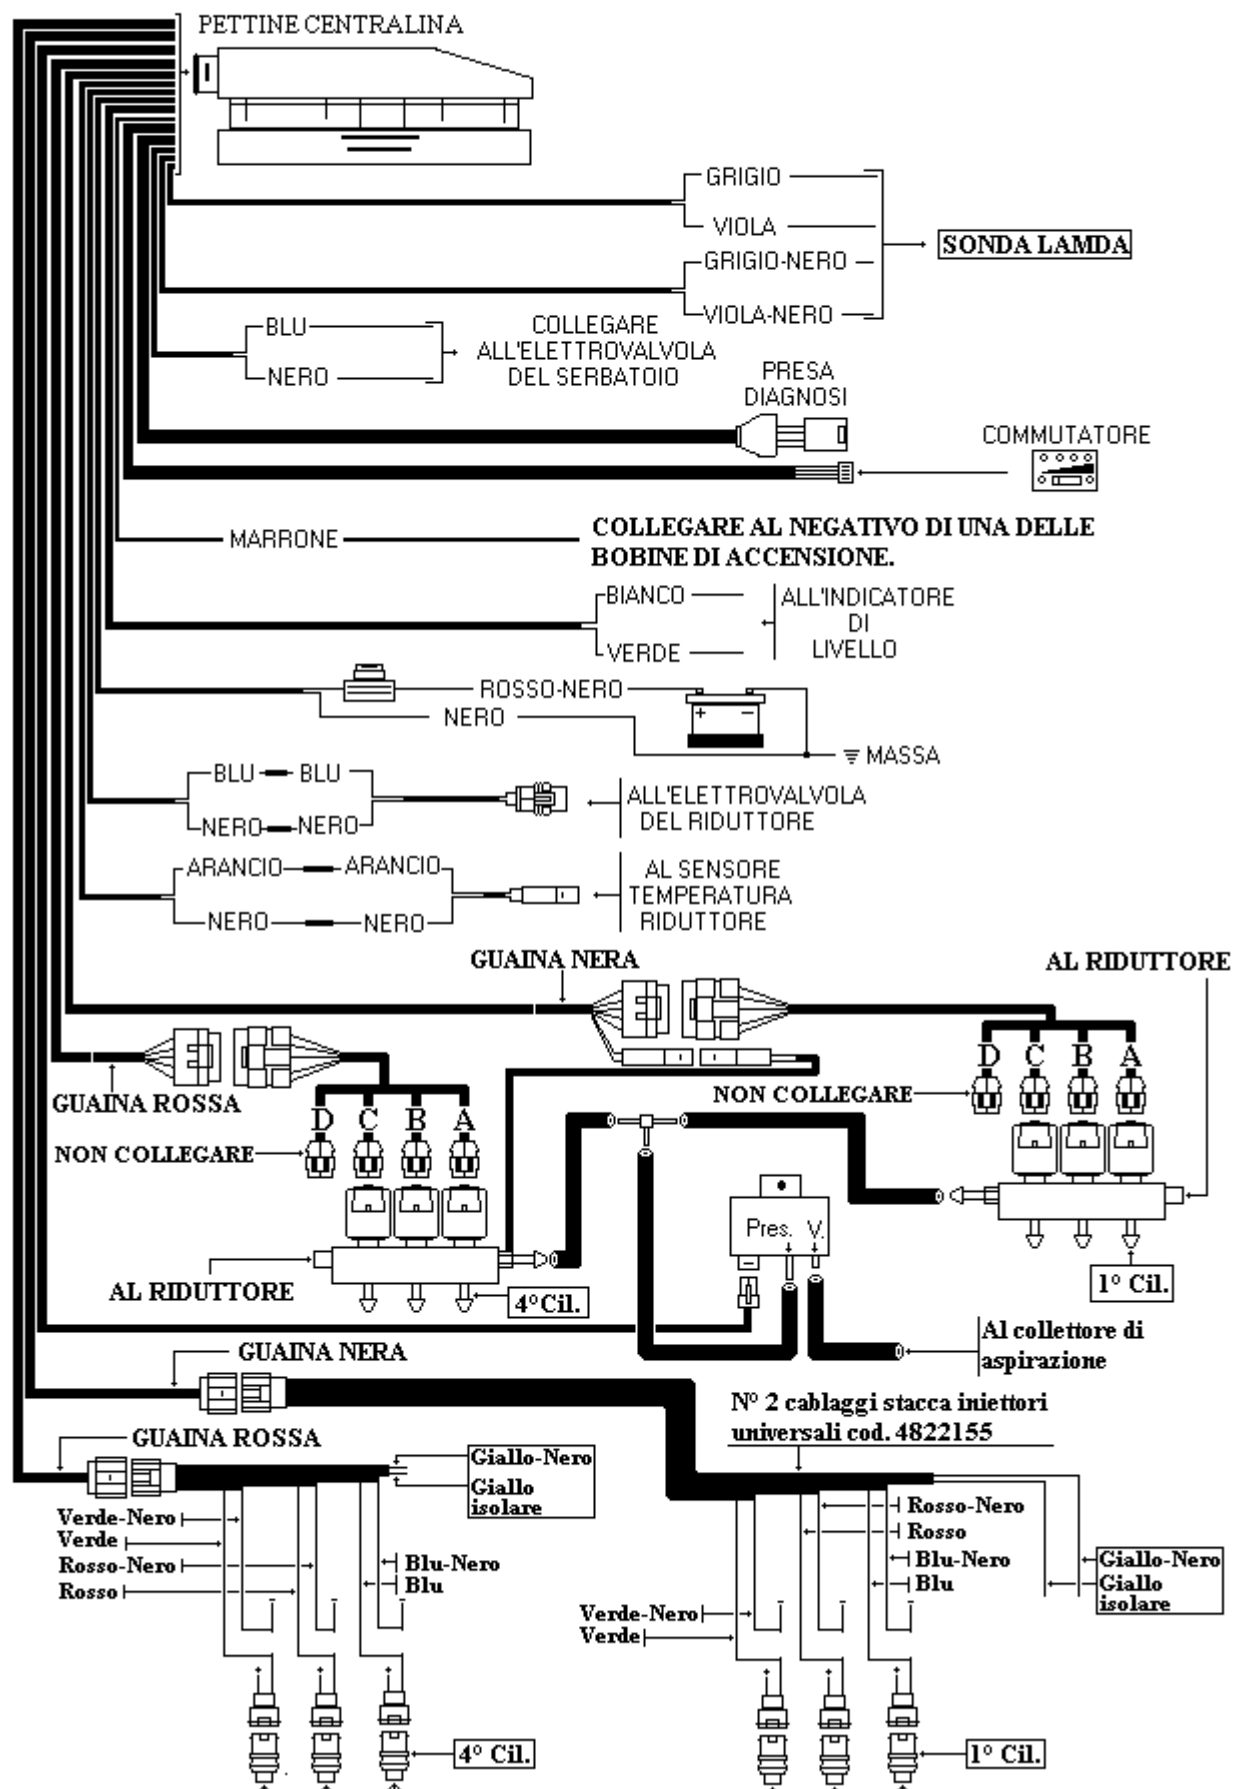 PETTINE CENTRALINA
GRIGIO
VIOLA
SONDA LAMDA
GRIGIO-NERO
VIOLA-NERO
BLU
NERO
COLLEGARE
ALL'ELETTROVALVOLA
DEL SERBATOIO
PRESA
DIAGNOSI
COMMUTATORE
MARRONE
COLLEGARE AL NEGATIVO DI UNA DELLE
BOBINE DI ACCENSIONE.
BIANCO
VERDE
ALL'INDICATORE
DI
LIVELLO
ROSSO-NERO
NERO
+ −
MASSA
BLU BLU
NERO NERO
ALL'ELETTROVALVOLA
DEL RIDUTTORE
ARANCIO ARANCIO
NERO NERO
AL SENSORE
TEMPERATURA
RIDUTTORE
GUAINA NERA
AL RIDUTTORE
D C B A
NON COLLEGARE
GUAINA ROSSA
D C B A
NON COLLEGARE
Pres. V.
1° Cil.
AL RIDUTTORE
4°Cil.
Al collettore di
aspirazione
GUAINA NERA
N° 2 cablaggi stacca iniettori
universali cod. 4822155
GUAINA ROSSA
Giallo-Nero
Giallo
isolare
Verde-Nero
Verde
Rosso-Nero
Rosso
Blu-Nero
Blu
Rosso-Nero
Rosso
Blu-Nero
Blu
Giallo-Nero
Giallo
isolare
Verde-Nero
Verde
4° Cil.
1° Cil.